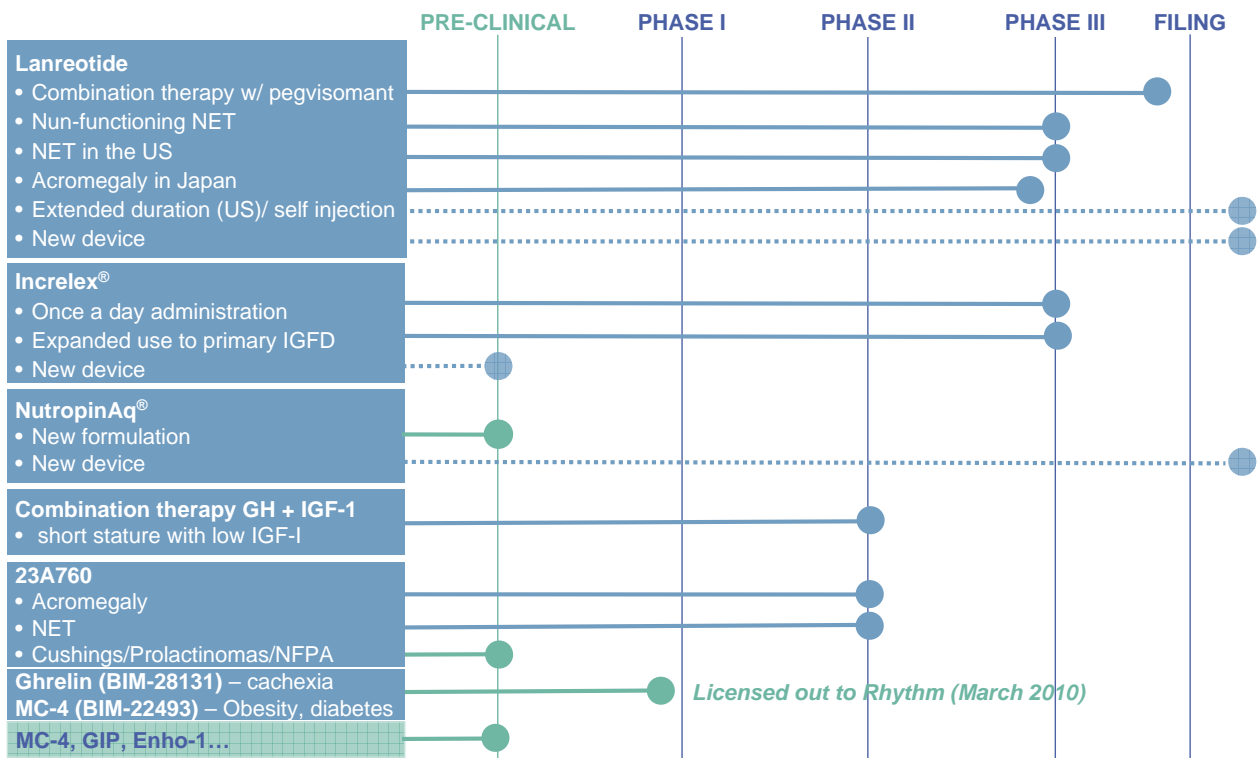 PRE-CLINICAL PHASE I PHASE II PHASE III FILING
Lanreotide
• Combination therapy w/ pegvisomant
• Nun-functioning NET
• NET in the US
• Acromegaly in Japan
• Extended duration (US)/ self injection
• New device
Increlex®
• Once a day administration
• Expanded use to primary IGFD
• New device
NutropinAq®
• New formulation
• New device
Combination therapy GH + IGF-1
• short stature with low IGF-I
23A760
• Acromegaly
• NET
• Cushings/Prolactinomas/NFPA
Ghrelin (BIM-28131) – cachexia
MC-4 (BIM-22493) – Obesity, diabetes
Licensed out to Rhythm (March 2010)
MC-4, GIP, Enho-1…